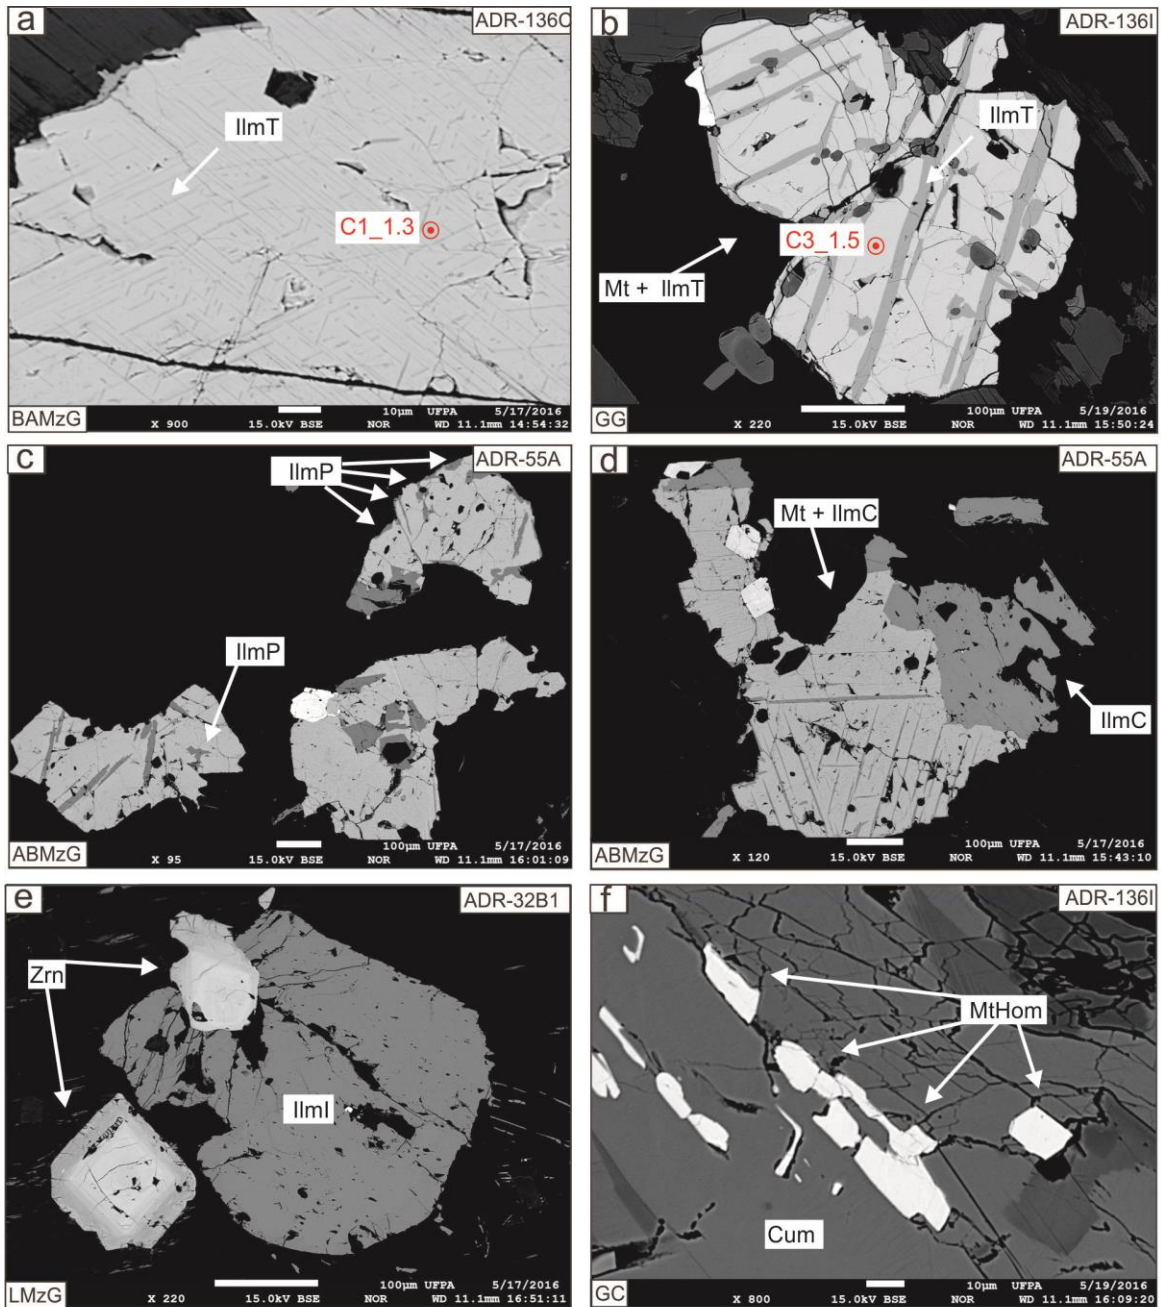 a
ADR-136C
IlmT
C1_1.3
BAMzG
10µm UFPA 5/17/2016
X 900 15.0kV BSE NOR WD 11.1mm 14:54:32
b
ADR-136I
IlmT
C3_1.5
Mt + IlmT
GG
100µm UFPA 5/19/2016
X 220 15.0kV BSE NOR WD 11.1mm 15:50:24
c
ADR-55A
IlmP
IlmP
ABMzG
100µm UFPA 5/17/2016
X 95 15.0kV BSE NOR WD 11.1mm 16:01:09
d
ADR-55A
Mt + IlmC
IlmC
ABMzG
100µm UFPA 5/17/2016
X 120 15.0kV BSE NOR WD 11.1mm 15:43:10
e
ADR-32B1
Zrn
IlmI
LMzG
100µm UFPA 5/17/2016
X 220 15.0kV BSE NOR WD 11.1mm 16:51:11
f
ADR-136I
MtHom
Cum
GC
10µm UFPA 5/19/2016
X 800 15.0kV BSE NOR WD 11.1mm 16:09:20